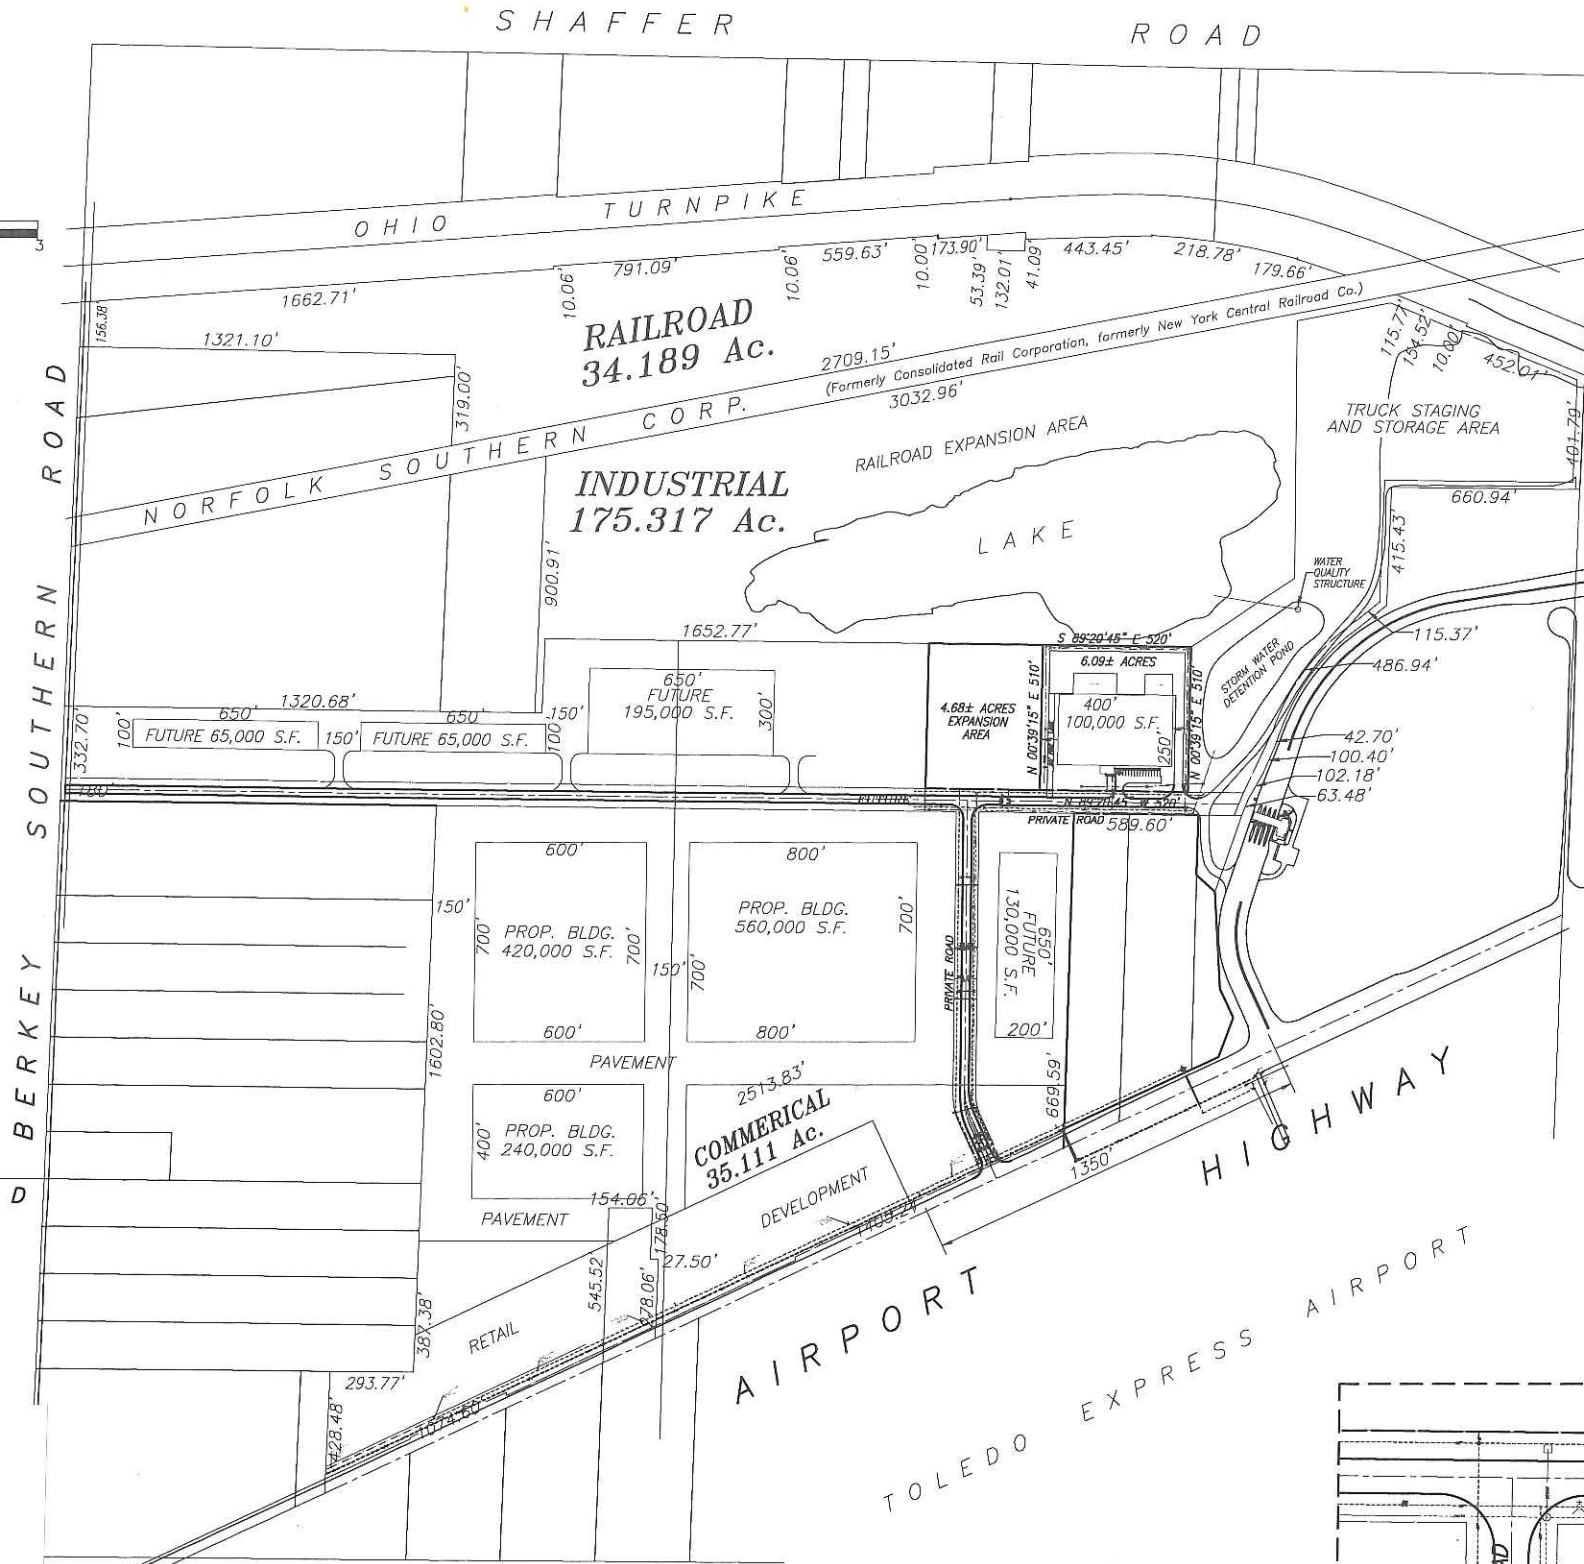 SHAFFER ROAD
OHIO TURNPIKE
3
1662.71'
10.06'
791.09'
10.06'
559.63'
10.00'
173.90'
53.39'
132.01'
41.09'
443.45'
218.78'
179.66'
156.38'
1321.10'
319.00'
RAILROAD
34.189 Ac.
2709.15'
(Formerly Consolidated Rail Corporation, formerly New York Central Railroad Co.)
3032.96'
NORFOLK SOUTHERN CORP.
115.77'
154.52'
10.00'
452.01'
TRUCK STAGING
AND STORAGE AREA
401.79'
660.94'
415.43'
RAILROAD EXPANSION AREA
INDUSTRIAL
175.317 Ac.
LAKE
900.91'
WATER
QUALITY
STRUCTURE
STORM WATER
DETENTION POND
115.37'
486.94'
42.70'
100.40'
102.18'
63.48'
1652.77'
S 89°20'45" E 520'
6.09± ACRES
N 00°39'15" E 510'
N 00°39'15" E 510'
400'
100,000 S.F.
250'
4.68± ACRES
EXPANSION
AREA
1320.68'
332.70'
100'
650'
FUTURE 65,000 S.F.
150'
650'
FUTURE 65,000 S.F.
100'
150'
650'
FUTURE
195,000 S.F.
300'
100'
FUTURE
N 89°20'45" W 520'
PRIVATE ROAD
589.60'
BERKEY SOUTHERN ROAD
600'
PROP. BLDG.
420,000 S.F.
700'
700'
600'
150'
150'
800'
PROP. BLDG.
560,000 S.F.
700'
700'
800'
PRIVATE ROAD
650'
FUTURE
130,000 S.F.
200'
1602.80'
PAVEMENT
600'
PROP. BLDG.
240,000 S.F.
400'
PAVEMENT
2513.83'
COMMERICAL
35.111 Ac.
669.59'
1350'
DEVELOPMENT
154.06'
178.50'
27.50'
545.52'
RETAIL
387.38'
293.77'
428.48'
1074.60'
D
AIRPORT HIGHWAY
TOLEDO EXPRESS AIRPORT